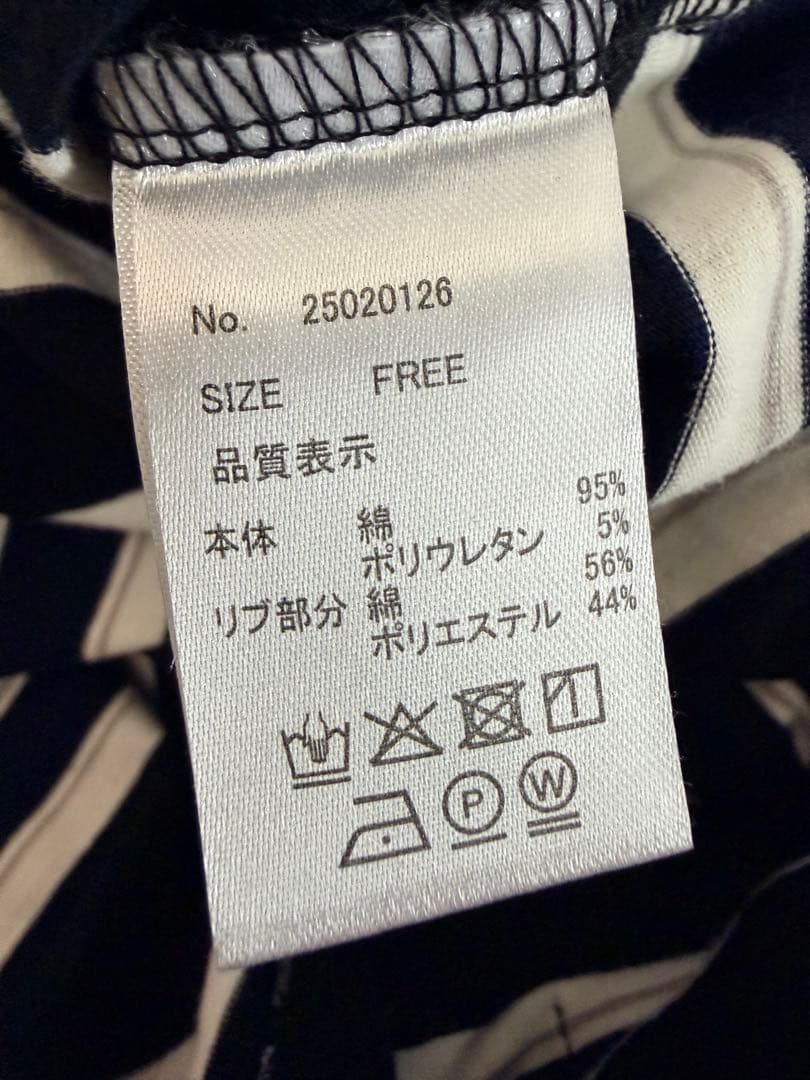 No. 25020126
SIZE FREE
品質表示
本体 綿 95%
ポリウレタン 5%
リブ部分 綿 56%
ポリエステル 44%
P W